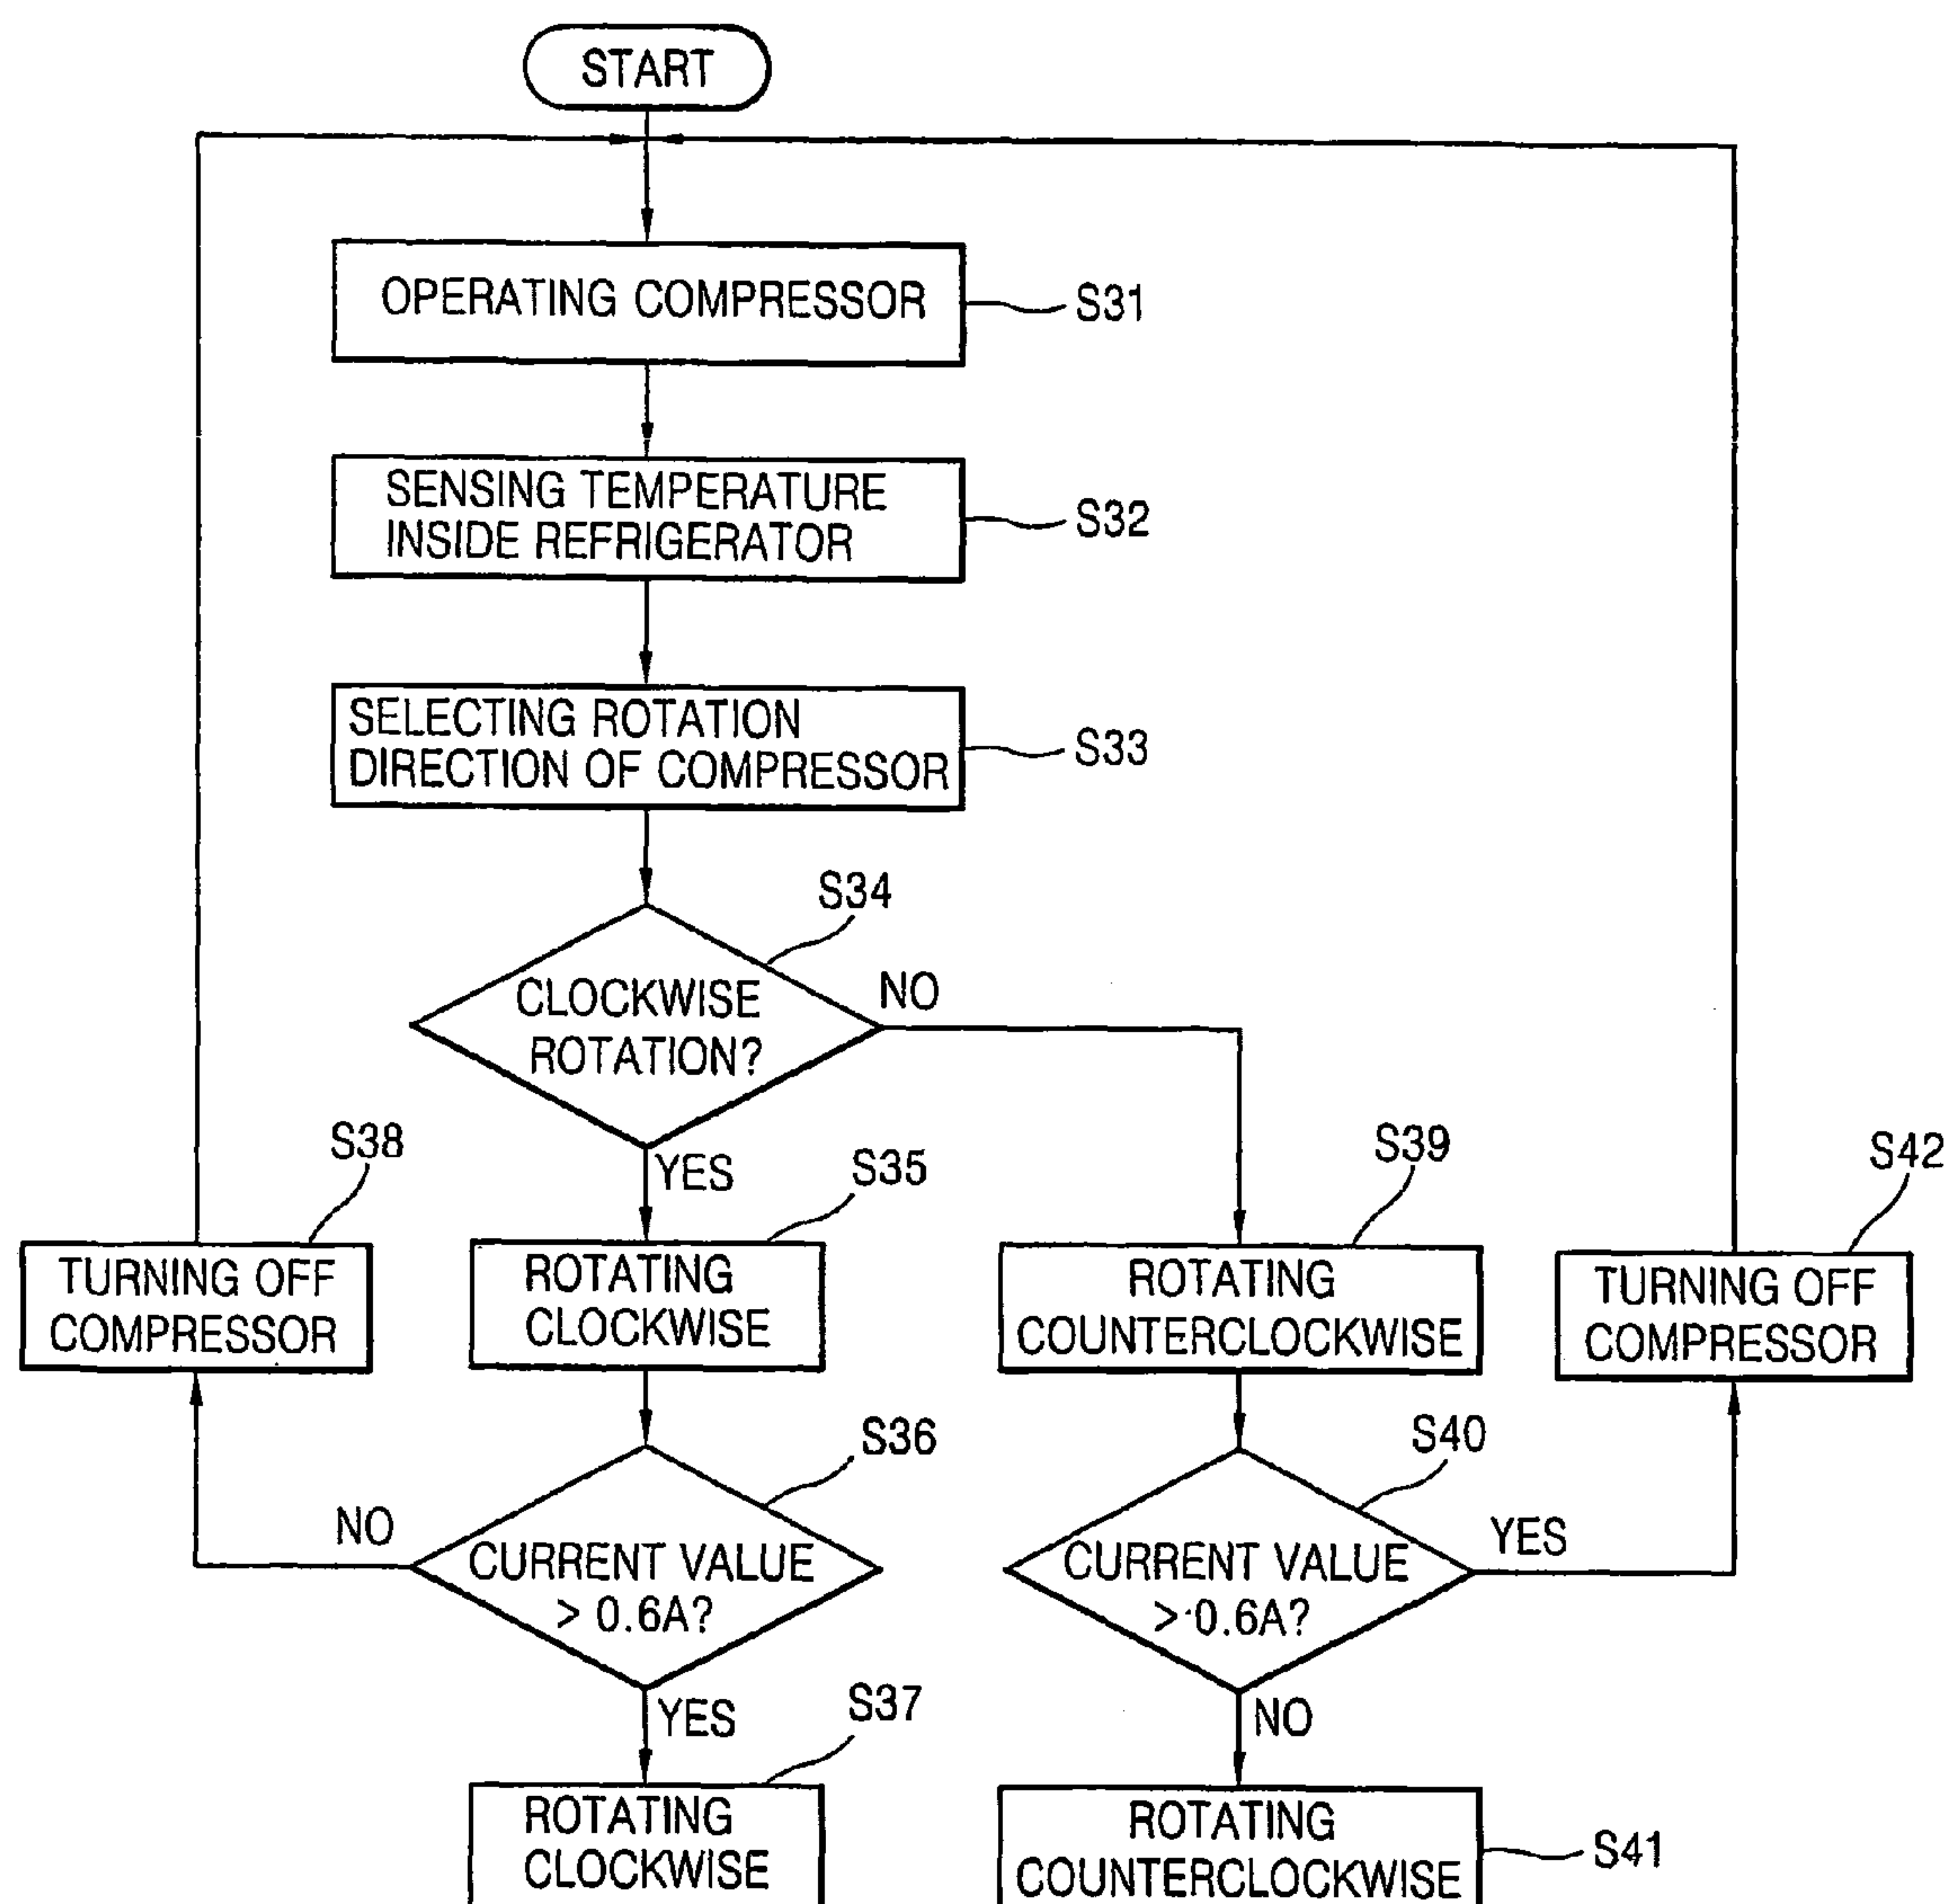 START
OPERATING COMPRESSOR
S31
SENSING TEMPERATURE
INSIDE REFRIGERATOR
S32
SELECTING ROTATION
DIRECTION OF COMPRESSOR
S33
S34
CLOCKWISE
ROTATION?
NO
YES
S38
TURNING OFF
COMPRESSOR
S35
ROTATING
CLOCKWISE
S39
ROTATING
COUNTERCLOCKWISE
S42
TURNING OFF
COMPRESSOR
S36
CURRENT VALUE
> 0.6A?
NO
YES
S40
CURRENT VALUE
> 0.6A?
YES
NO
S37
ROTATING
CLOCKWISE
ROTATING
COUNTERCLOCKWISE
S41